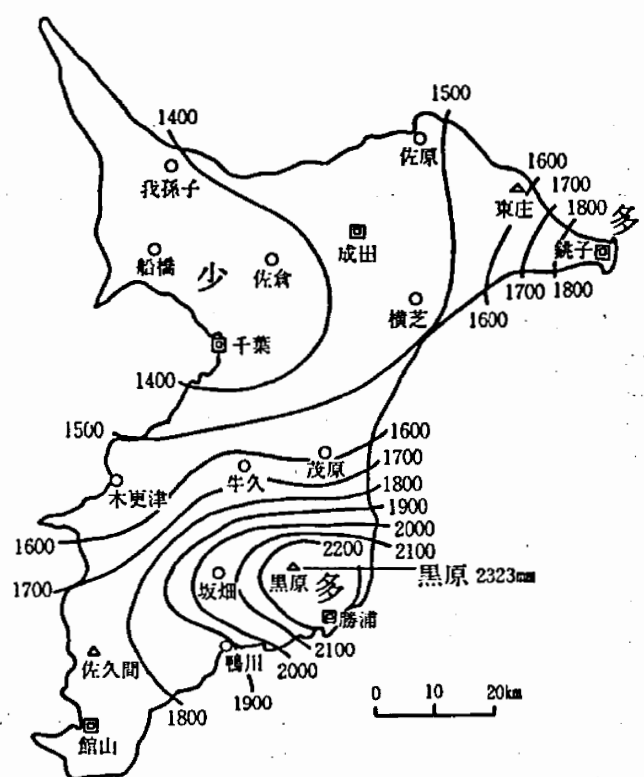 1400
1500
我孫子
佐原
1600
1700
1800
多
東庄
銚子
船橋
少
佐倉
成田
横芝
1700
1800
1600
千葉
1400
1500
1600
茂原
1700
牛久
1800
木更津
1900
2000
1600
2200
2100
1700
坂畑
黒原
黒原 2323mm
多
勝浦
佐久間
鴨川
2100
2000
1900
1800
館山
0 10 20km